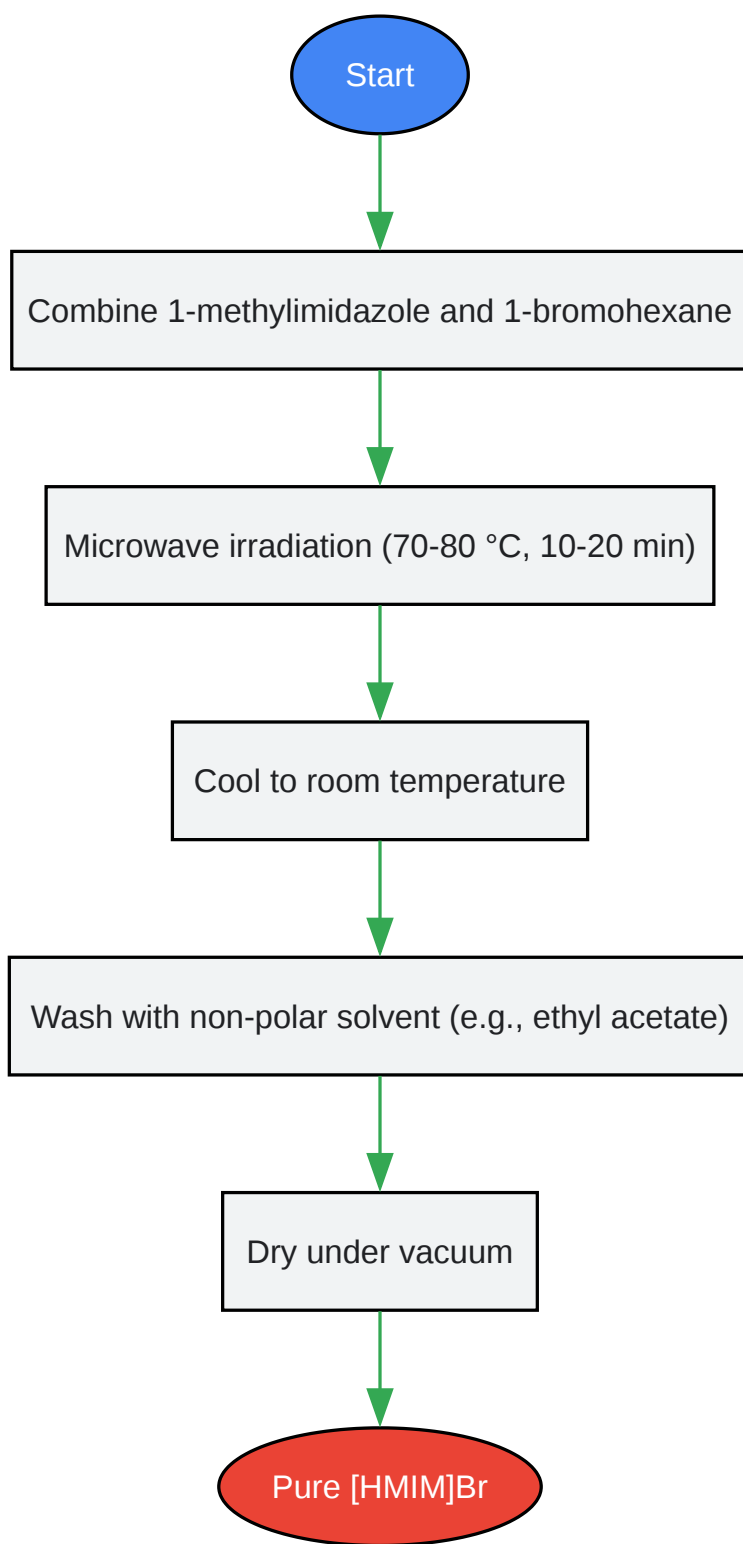 Start
Combine 1-methylimidazole and 1-bromohexane
Microwave irradiation (70-80 °C, 10-20 min)
Cool to room temperature
Wash with non-polar solvent (e.g., ethyl acetate)
Dry under vacuum
Pure [HMIM]Br